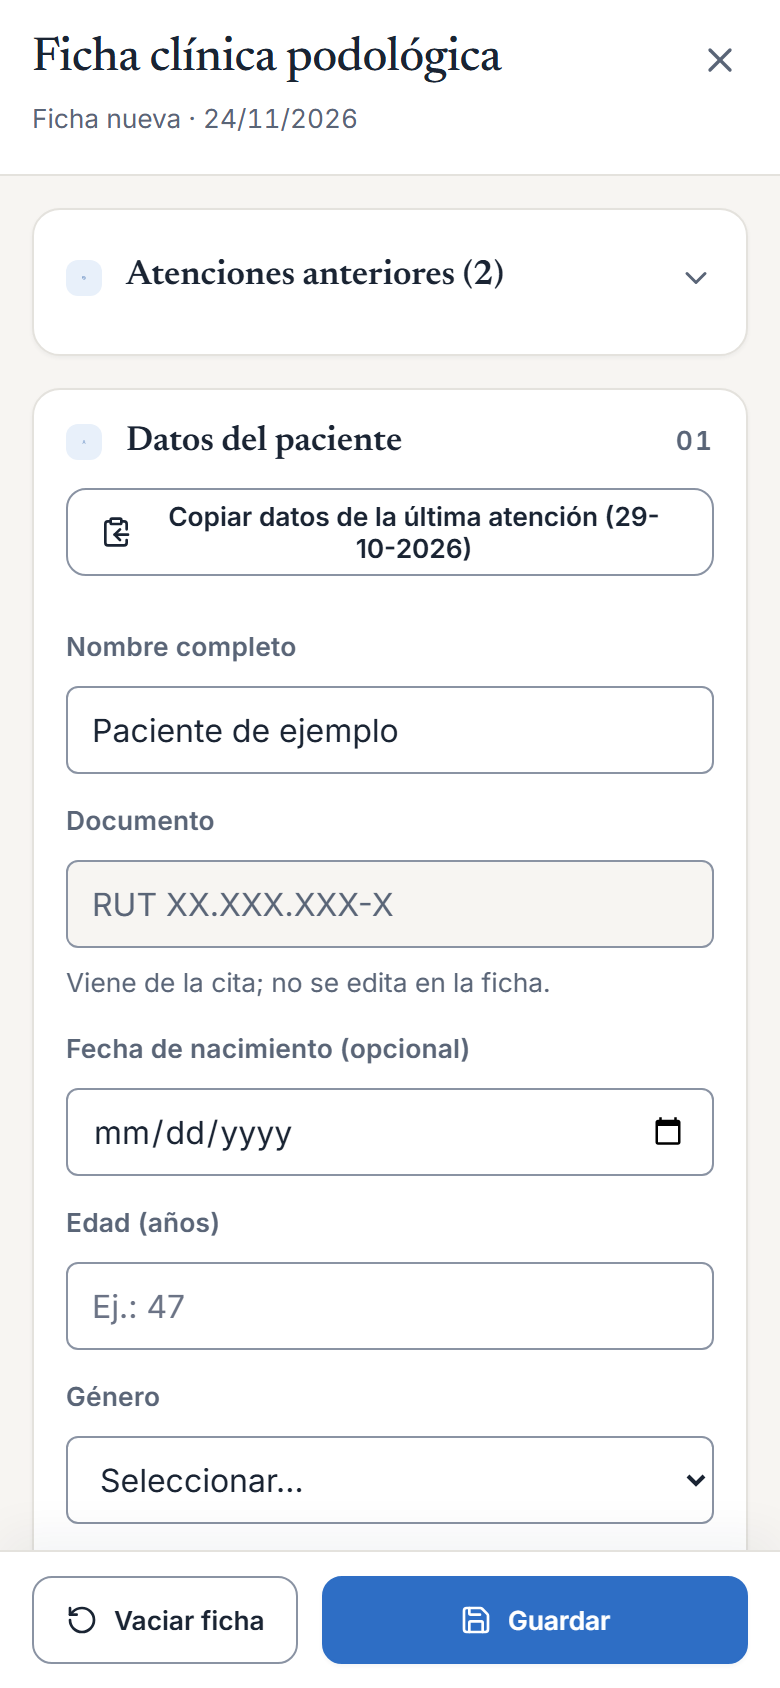 Ficha clínica podológica
Ficha nueva · 24/11/2026
Atenciones anteriores (2)
Datos del paciente
01
Copiar datos de la última atención (29-
10-2026)
Nombre completo
Paciente de ejemplo
Documento
RUT XX.XXX.XXX-X
Viene de la cita; no se edita en la ficha.
Fecha de nacimiento (opcional)
mm/dd/yyyy
Edad (años)
Ej.: 47
Género
Seleccionar...
Vaciar ficha
Guardar